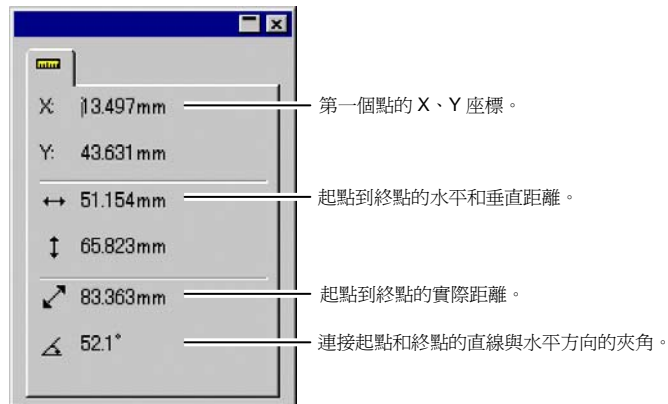 X: 13.497mm
第一個點的 X、Y 座標。
Y: 43.631mm
51.154mm
起點到終點的水平和垂直距離。
65.823mm
83.363mm
起點到終點的實際距離。
52.1°
連接起點和終點的直線與水平方向的夾角。